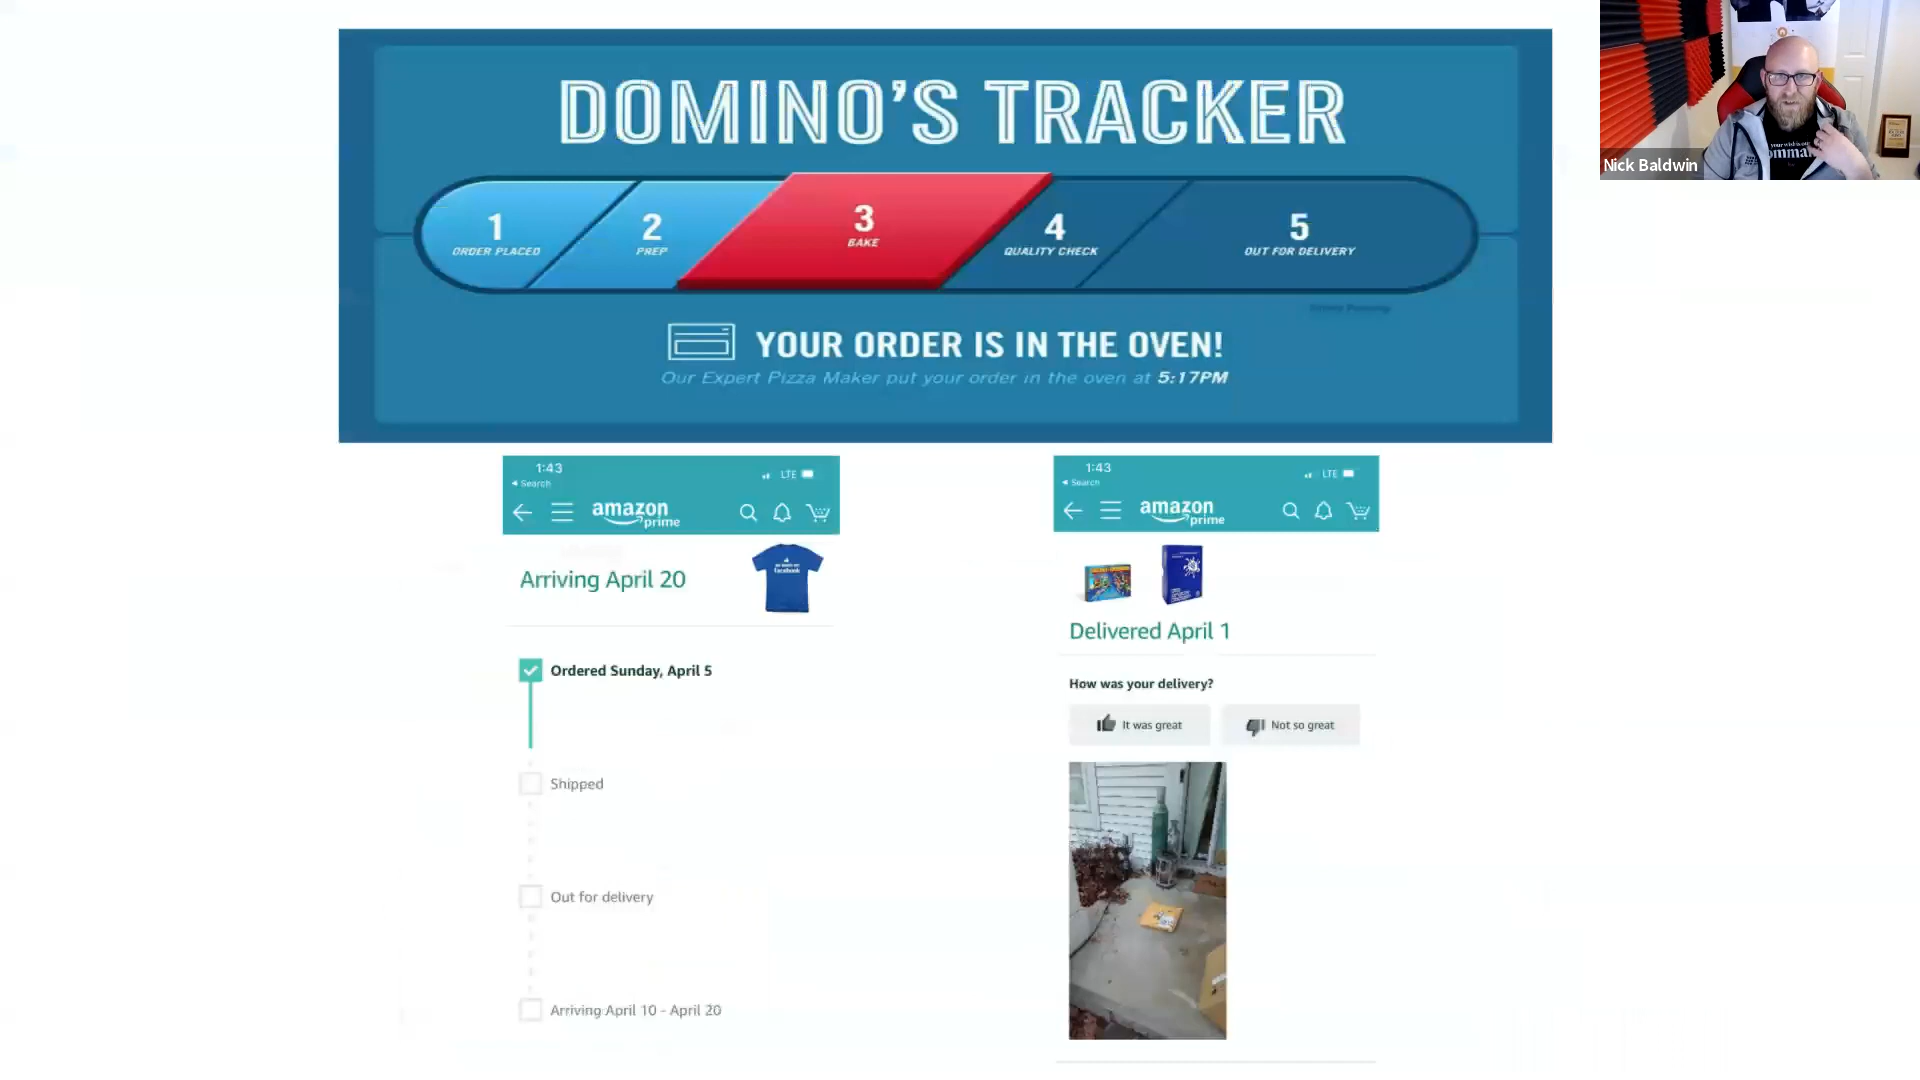 DOMINO'S TRACKER
1
ORDER PLACED
2
PREP
3
BAKE
4
QUALITY CHECK
5
OUT FOR DELIVERY
YOUR ORDER IS IN THE OVEN!
Our Expert Pizza Maker put your order in the oven at 5:17PM
Nick Baldwin
1:43
LTE
Search
amazon
prime
Arriving April 20
facebook
Ordered Sunday, April 5
Shipped
Out for delivery
Arriving April 10 - April 20
1:43
LTE
Search
amazon
prime
Delivered April 1
How was your delivery?
It was great
Not so great